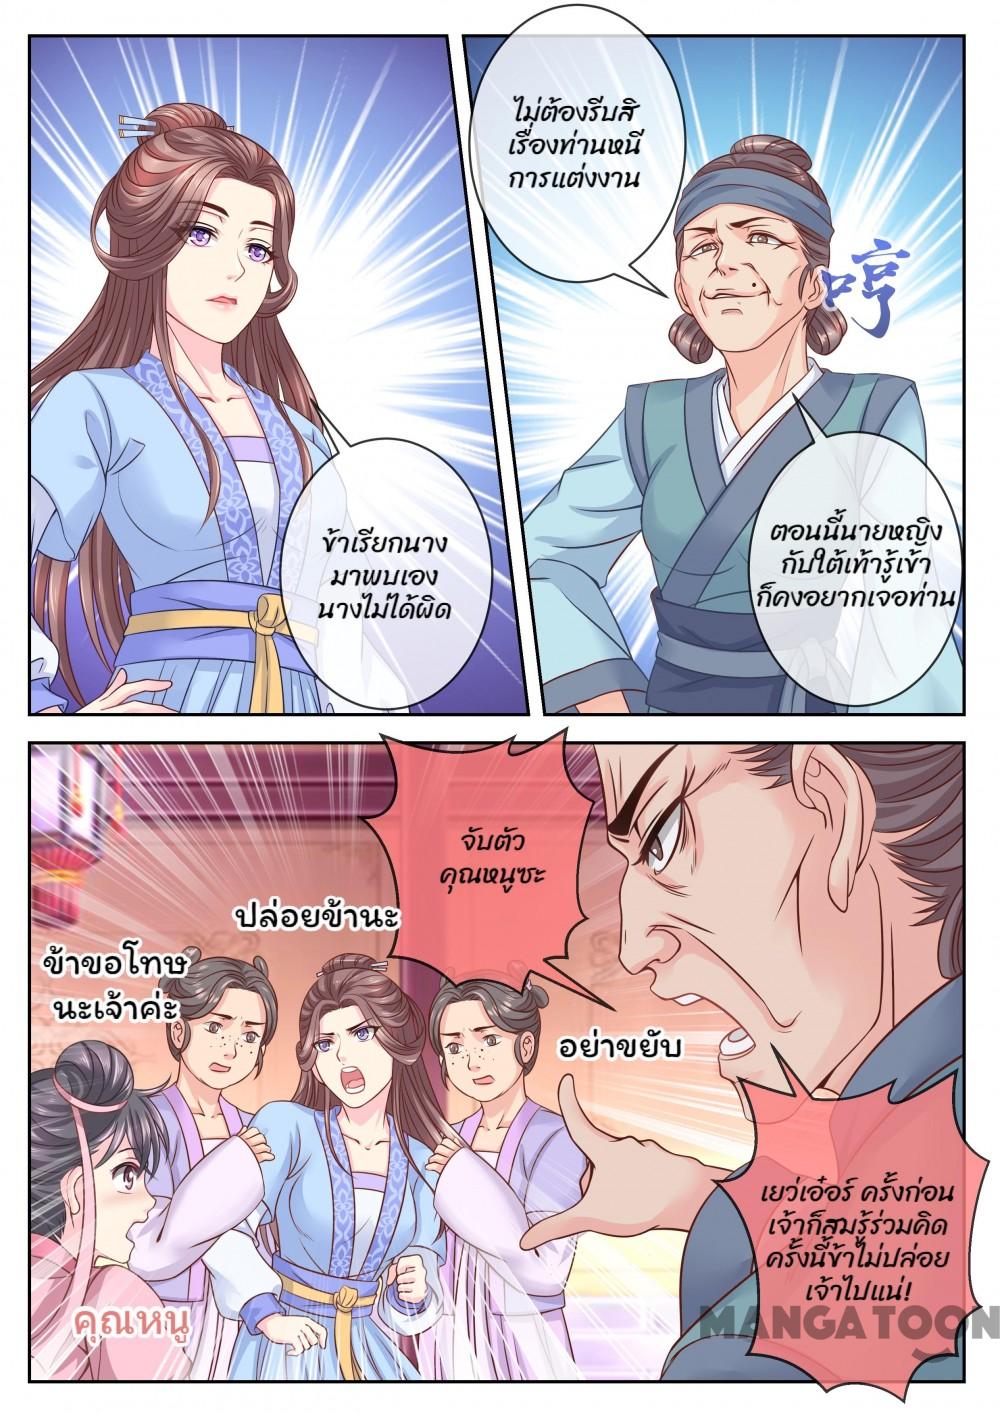 ข้าเรียกนาง
มาพบเอง
นางไม่ได้ผิด
ไม่ต้องรีบสิ
เรื่องท่านหนี
การแต่งงาน
哼
ตอนนี้นายหญิง
กับใต้เท้ารู้เข้า
ก็คงอยากเจอท่าน
จับตัว
คุณหนูซะ
ปล่อยข้านะ
ข้าขอโทษ
นะเจ้าค่ะ
อย่าขยับ
เยว่เอ๋อร์ ครั้งก่อน
เจ้าก็สมรู้ร่วมคิด
ครั้งนี้ข้าไม่ปล่อย
เจ้าไปแน่!
คุณหนู
MANGATOON